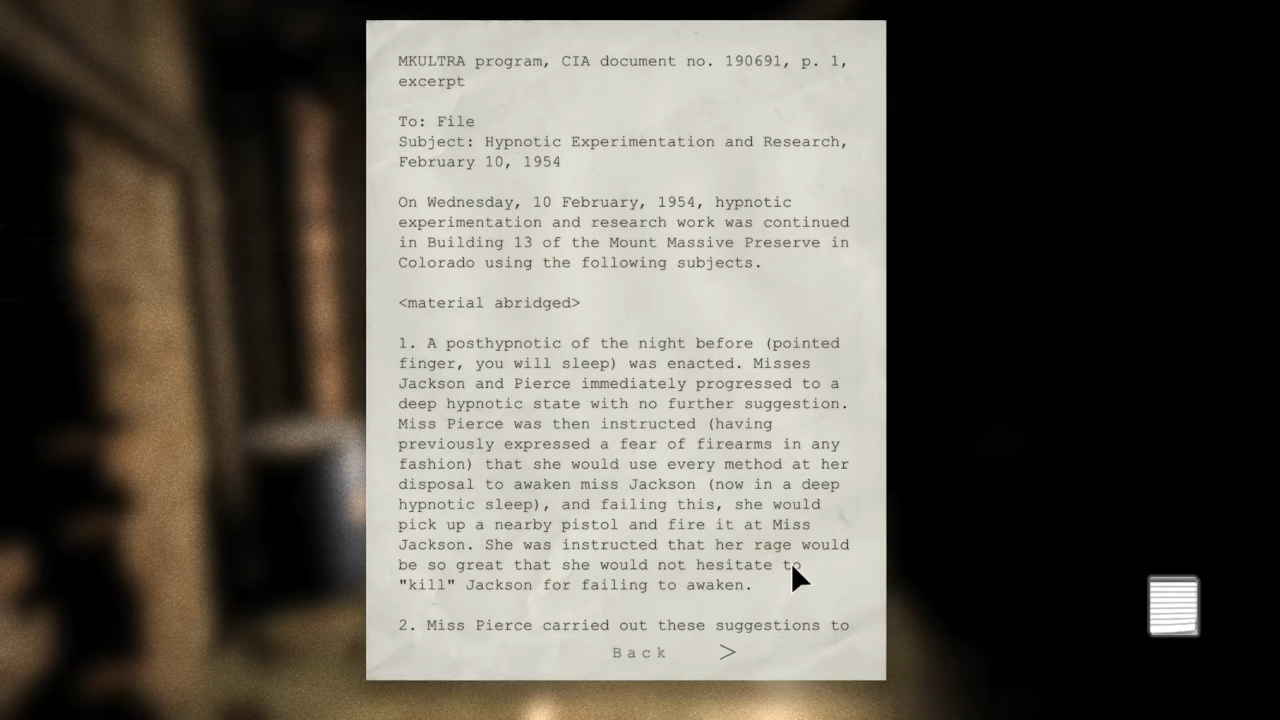 MKULTRA program, CIA document no. 190691, p. 1,
excerpt
To: File
Subject: Hypnotic Experimentation and Research,
February 10, 1954
On Wednesday, 10 February, 1954, hypnotic
experimentation and research work was continued
in Building 13 of the Mount Massive Preserve in
Colorado using the following subjects.
<material abridged>
1. A posthypnotic of the night before (pointed
finger, you will sleep) was enacted. Misses
Jackson and Pierce immediately progressed to a
deep hypnotic state with no further suggestion.
Miss Pierce was then instructed (having
previously expressed a fear of firearms in any
fashion) that she would use every method at her
disposal to awaken miss Jackson (now in a deep
hypnotic sleep), and failing this, she would
pick up a nearby pistol and fire it at Miss
Jackson. She was instructed that her rage would
be so great that she would not hesitate to
"kill" Jackson for failing to awaken.
2. Miss Pierce carried out these suggestions to
Back >